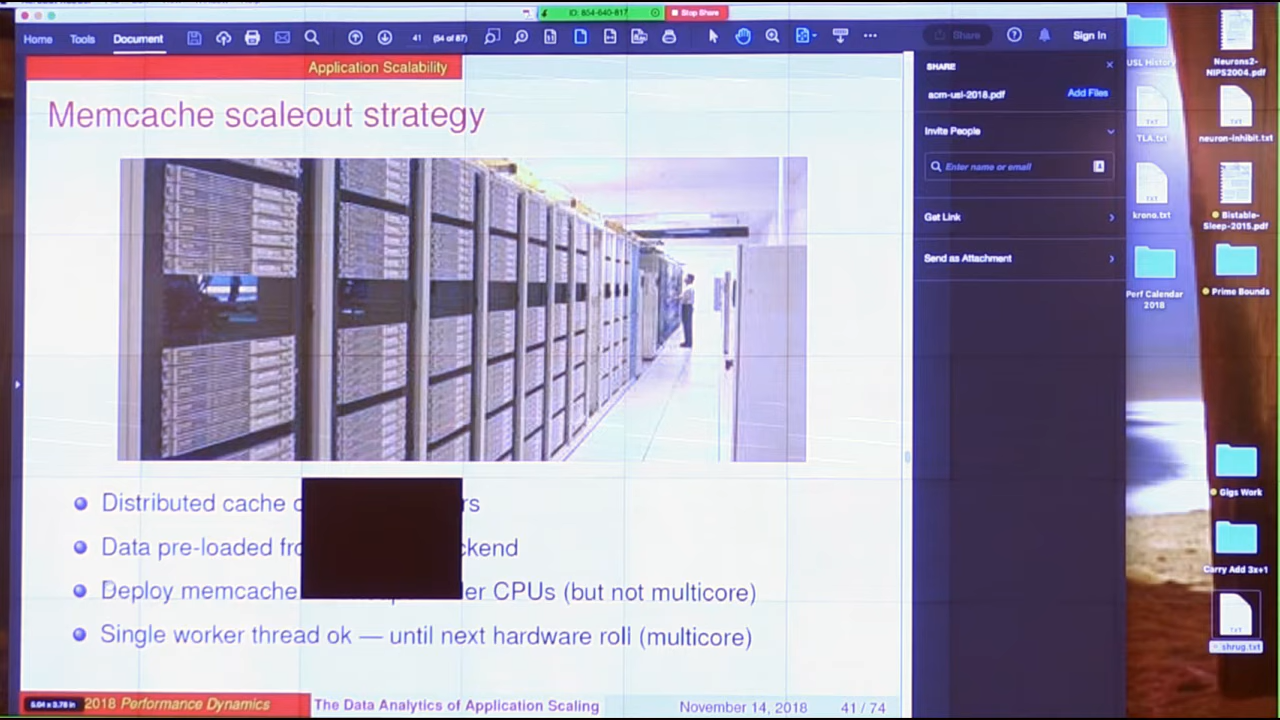 ID: 854-640-817 Stop Share
Home Tools Document 41 (54 of 87) Share Sign In
Application Scalability
Memcache scaleout strategy
Distributed cache
Data pre-loaded
Deploy memcache CPUs (but not multicore)
Single worker thread ok — until next hardware roll (multicore)
2018 Performance Dynamics The Data Analytics of Application Scaling November 14, 2018 41 / 74
SHARE
acm-usl-2018.pdf Add Files
Invite People
Enter name or email
Get Link
Send as Attachment
USL History
TLA.txt
krono.txt
Perf Calendar
2018
Neurons2-
NIPS2004.pdf
neuron-inhibit.txt
Bistable-
Sleep-2015.pdf
Prime Bounds
Gigs Work
Carry Add 3x+1
shrug.txt